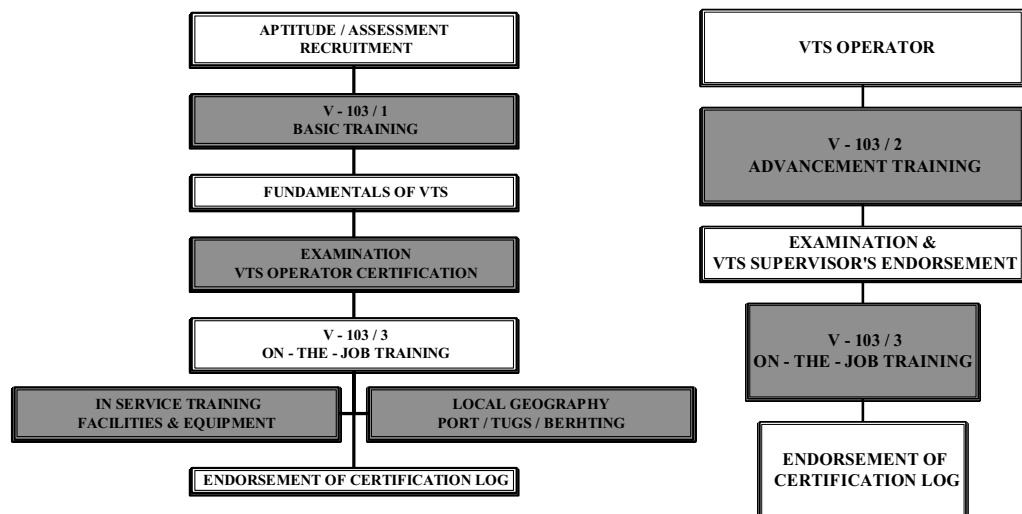 APTITUDE / ASSESSMENT
RECRUITMENT
V - 103 / 1
BASIC TRAINING
FUNDAMENTALS OF VTS
EXAMINATION
VTS OPERATOR CERTIFICATION
V - 103 / 3
ON - THE - JOB TRAINING
IN SERVICE TRAINING
FACILITIES & EQUIPMENT
LOCAL GEOGRAPHY
PORT / TUGS / BERHTING
ENDORSEMENT OF CERTIFICATION LOG
VTS OPERATOR
V - 103 / 2
ADVANCEMENT TRAINING
EXAMINATION &
VTS SUPERVISOR'S ENDORSEMENT
V - 103 / 3
ON - THE - JOB TRAINING
ENDORSEMENT OF
CERTIFICATION LOG